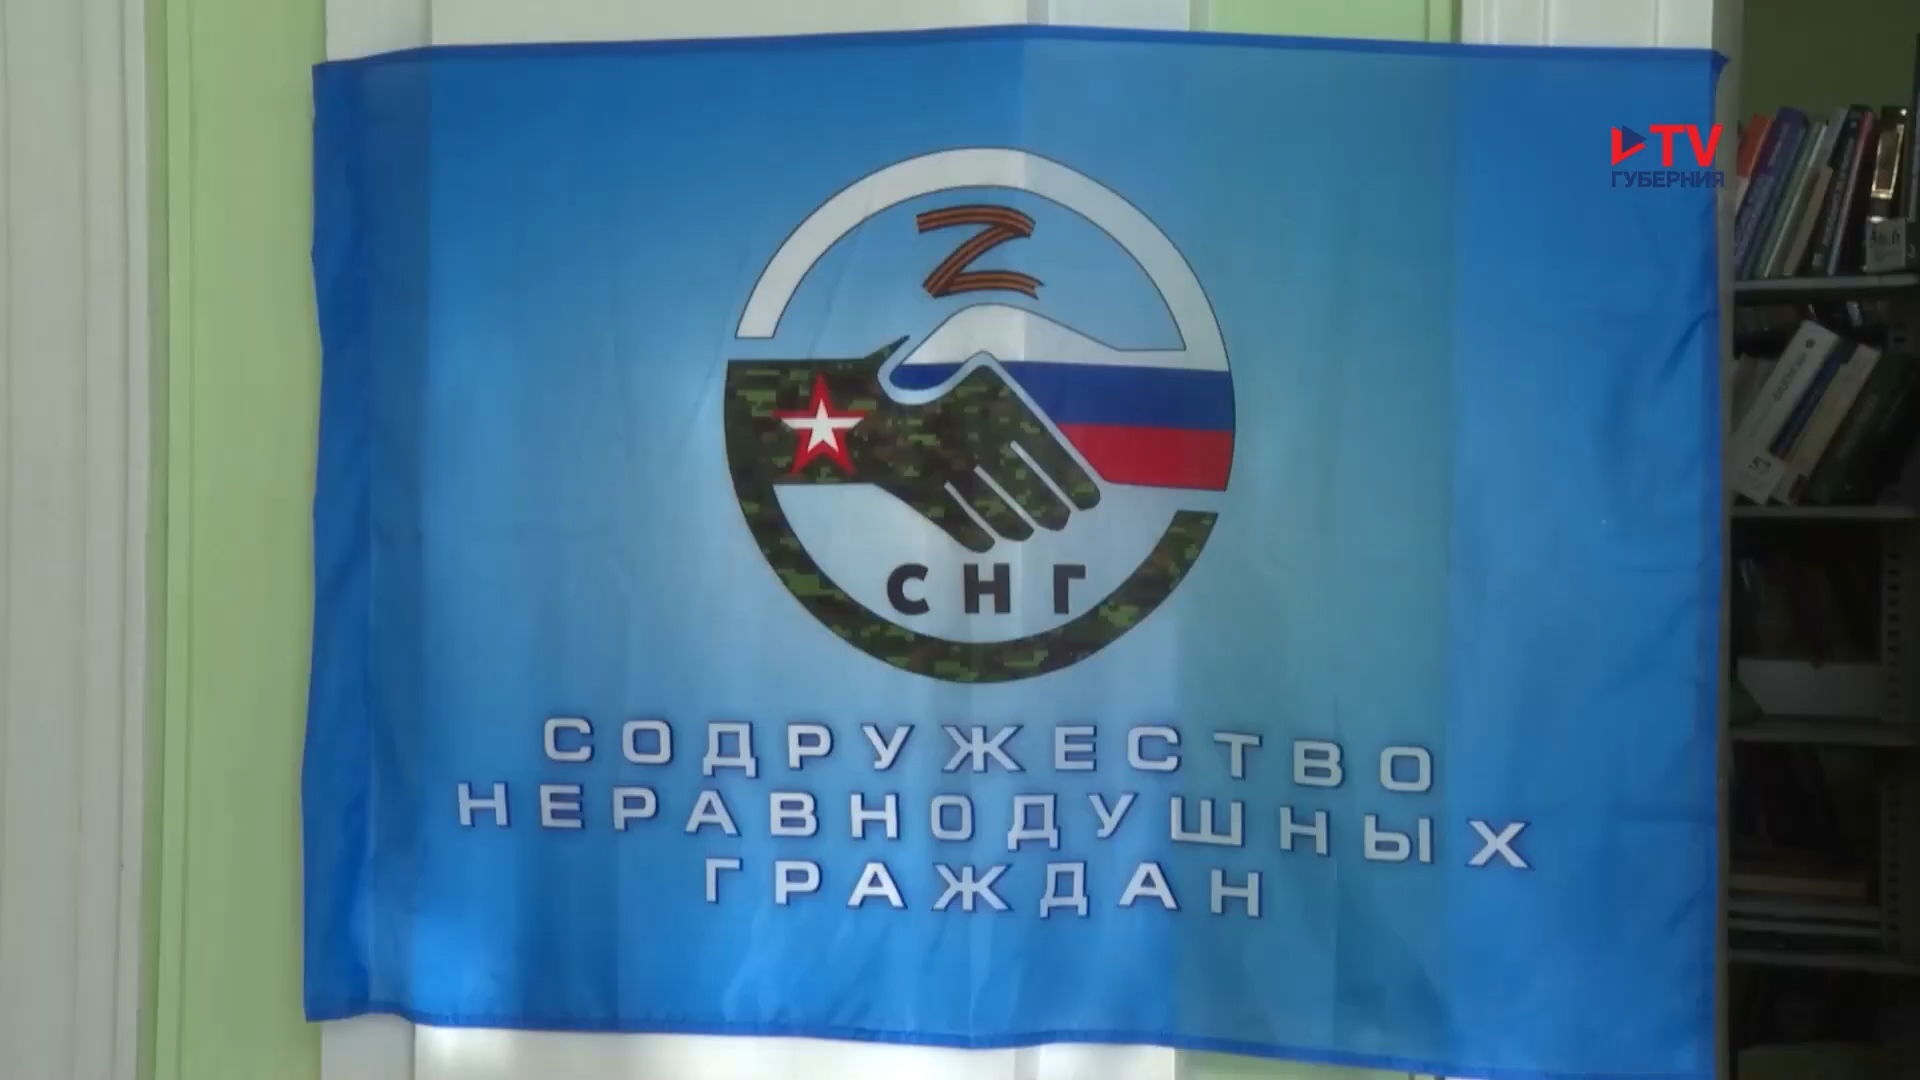 TV
ГУБЕРНИЯ
Z
СНГ
СОДРУЖЕСТВО
НЕРАВНОДУШНЫХ
ГРАЖДАН